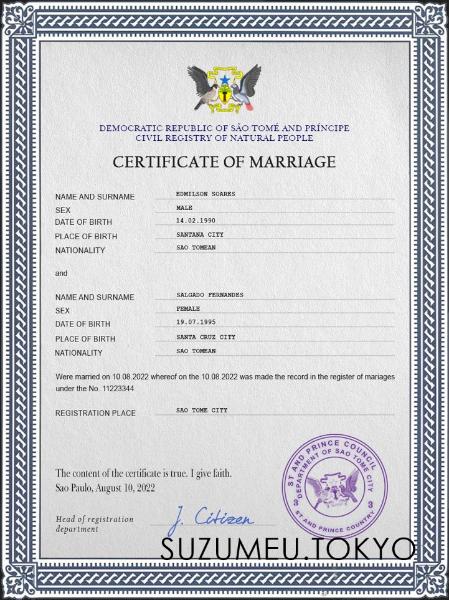 DEMOCRATIC REPUBLIC OF SÃO TOMÉ AND PRÍNCIPE
CIVIL REGISTRY OF NATURAL PEOPLE
CERTIFICATE OF MARRIAGE
NAME AND SURNAME EDMILSON SOARES
SEX MALE
DATE OF BIRTH 14.02.1990
PLACE OF BIRTH SANTANA CITY
NATIONALITY SAO TOMEAN
and
NAME AND SURNAME SALGADO FERNANDES
SEX FEMALE
DATE OF BIRTH 19.07.1995
PLACE OF BIRTH SANTA CRUZ CITY
NATIONALITY SAO TOMEAN
Were married on 10.08.2022 whereof on the 10.08.2022 was made the record in the register of mariages
under the No. 11223344
REGISTRATION PLACE SAO TOME CITY
The content of the certificate is true. I give faith.
Sao Paulo, August 10, 2022
Head of registration
department
J. Citizen
ST AND PRINCE COUNCIL
DEPARTMENT OF SAO TOME CITY
3 3
ST AND PRINCE COUNTRY
SUZUMEU.TOKYO